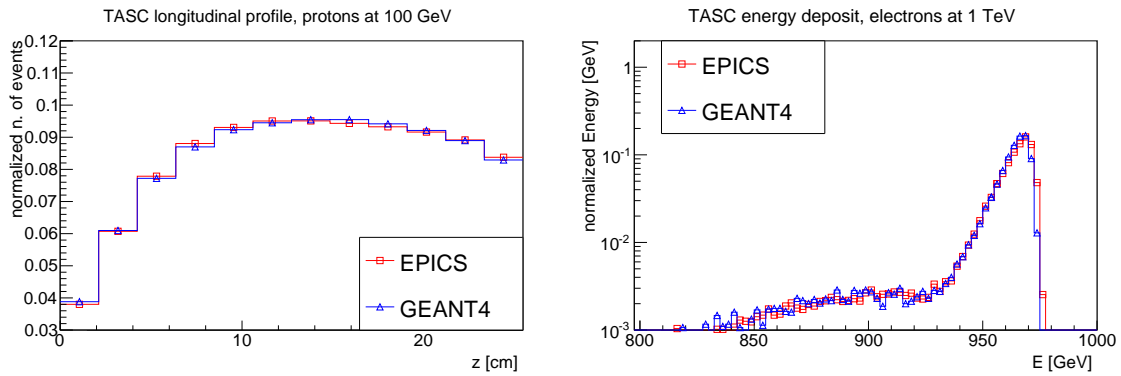 TASC longitudinal profile, protons at 100 GeV
normalized n. of events
0.12
0.11
0.1
0.09
0.08
0.07
0.06
0.05
0.04
0.03
EPICS
GEANT4
0
10
20
z [cm]
TASC energy deposit, electrons at 1 TeV
normalized Energy [GeV]
1
10⁻¹
10⁻²
10⁻³
EPICS
GEANT4
800
850
900
950
1000
E [GeV]